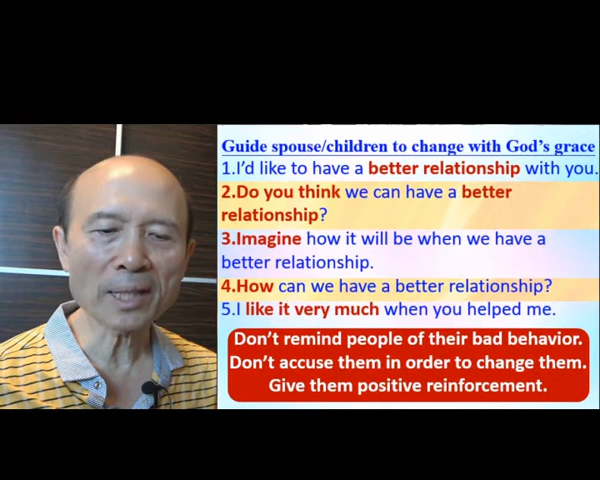 Guide spouse/children to change with God's grace
1.I'd like to have a better relationship with you.
2.Do you think we can have a better
relationship?
3.Imagine how it will be when we have a
better relationship.
4.How can we have a better relationship?
5.I like it very much when you helped me.
Don't remind people of their bad behavior.
Don't accuse them in order to change them.
Give them positive reinforcement.